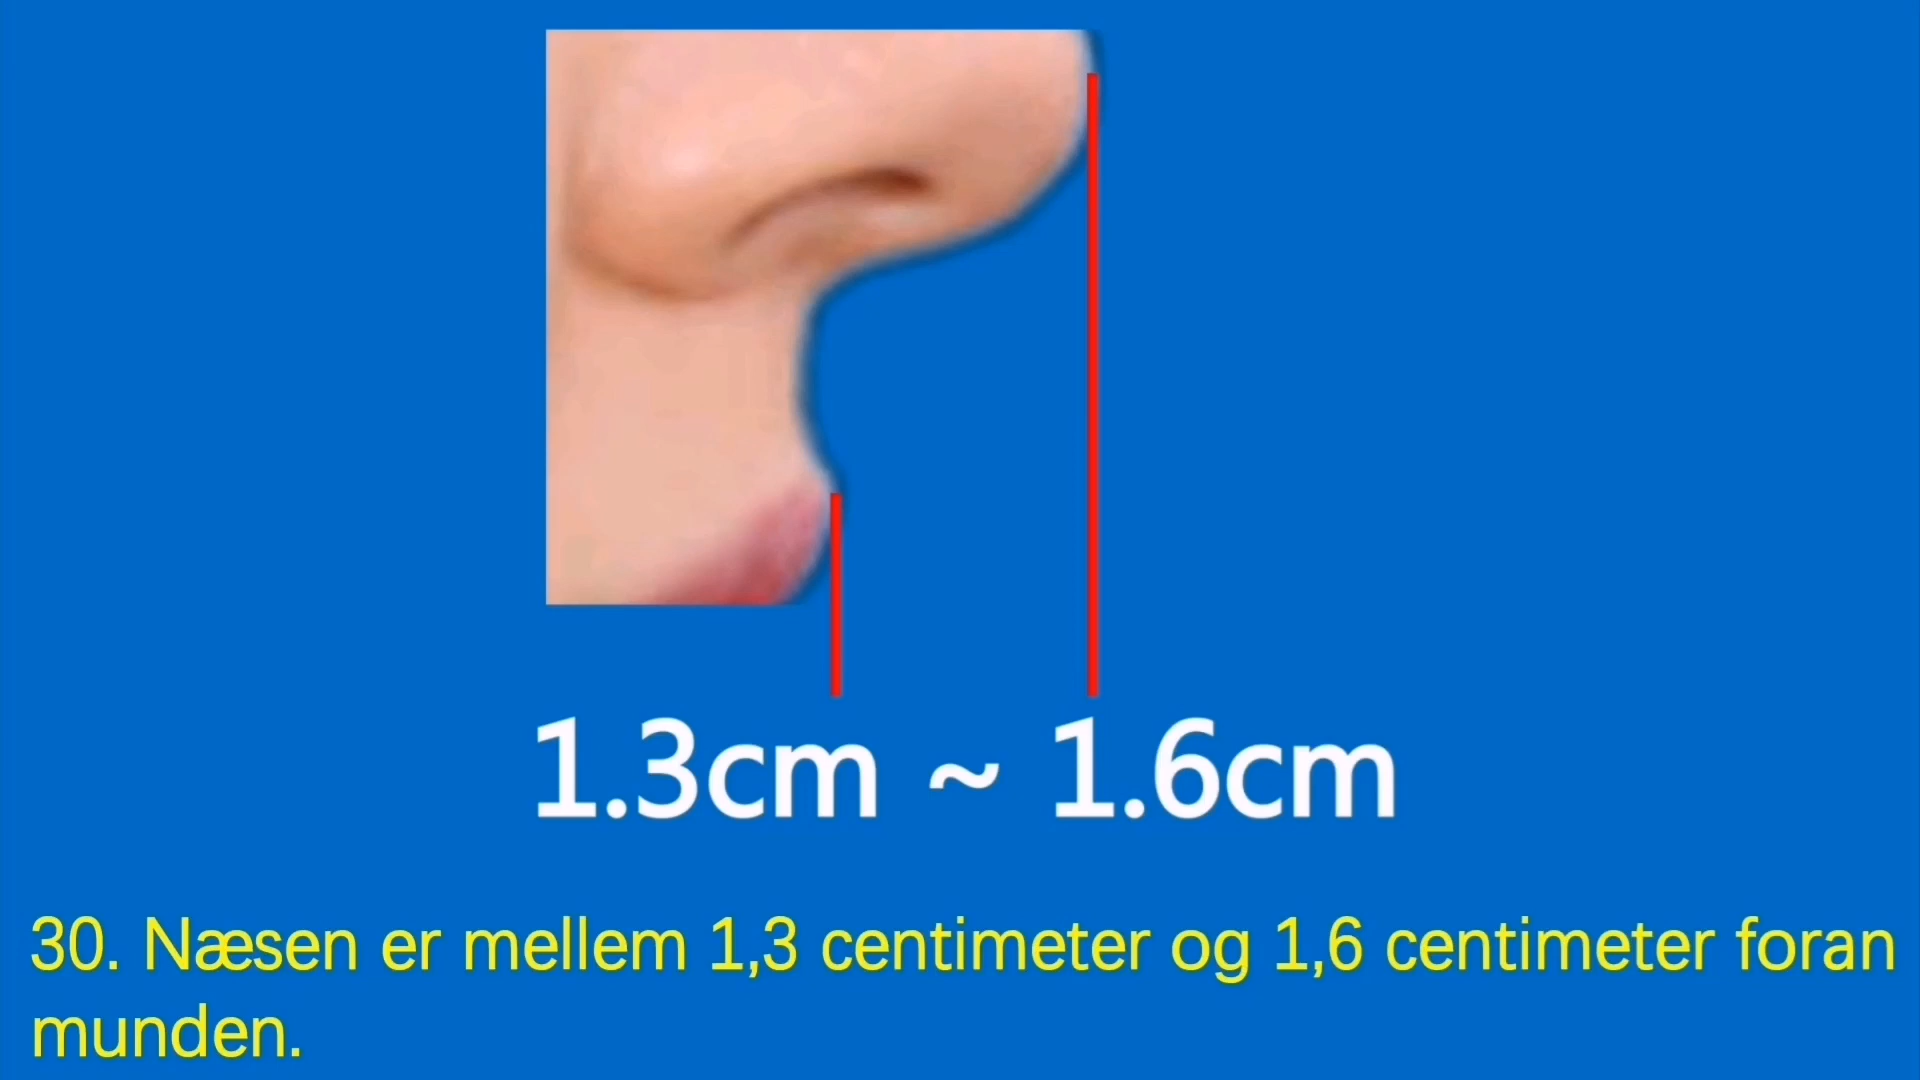 1.3cm ~ 1.6cm
30. Næsen er mellem 1,3 centimeter og 1,6 centimeter foran
munden.